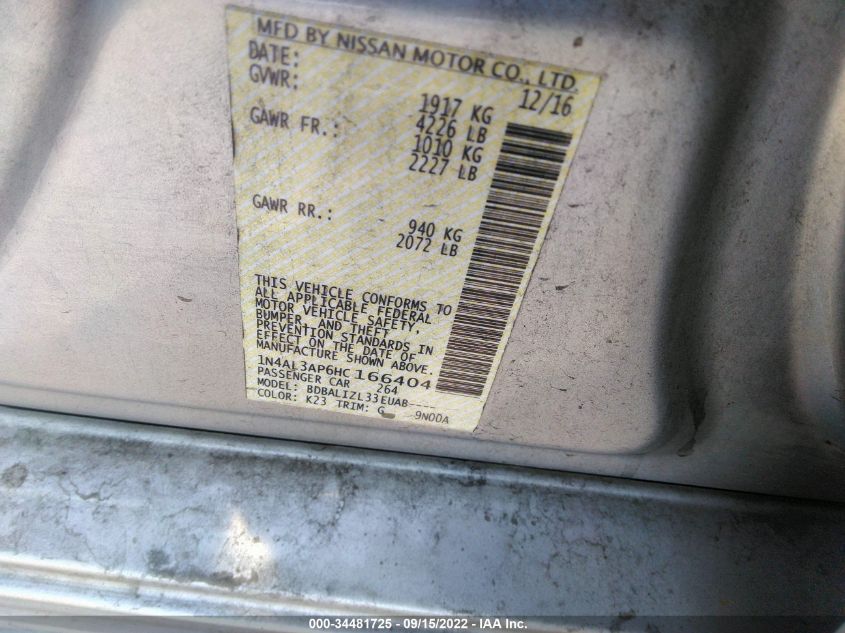 MFD BY NISSAN MOTOR CO., LTD.
DATE: 12/16
GVWR: 1917 KG
4226 LB
GAWR FR.: 1010 KG
2227 LB
GAWR RR.: 940 KG
2072 LB
THIS VEHICLE CONFORMS TO
ALL APPLICABLE FEDERAL
MOTOR VEHICLE SAFETY,
BUMPER, AND THEFT
PREVENTION STANDARDS IN
EFFECT ON THE DATE OF
MANUFACTURE SHOWN ABOVE.
1N4AL3AP6HC166404
PASSENGER CAR 264
MODEL: BDBALIZL33EUAB----
COLOR: K23 TRIM: G 9N00A
000-34481725 - 09/15/2022 - IAA Inc.